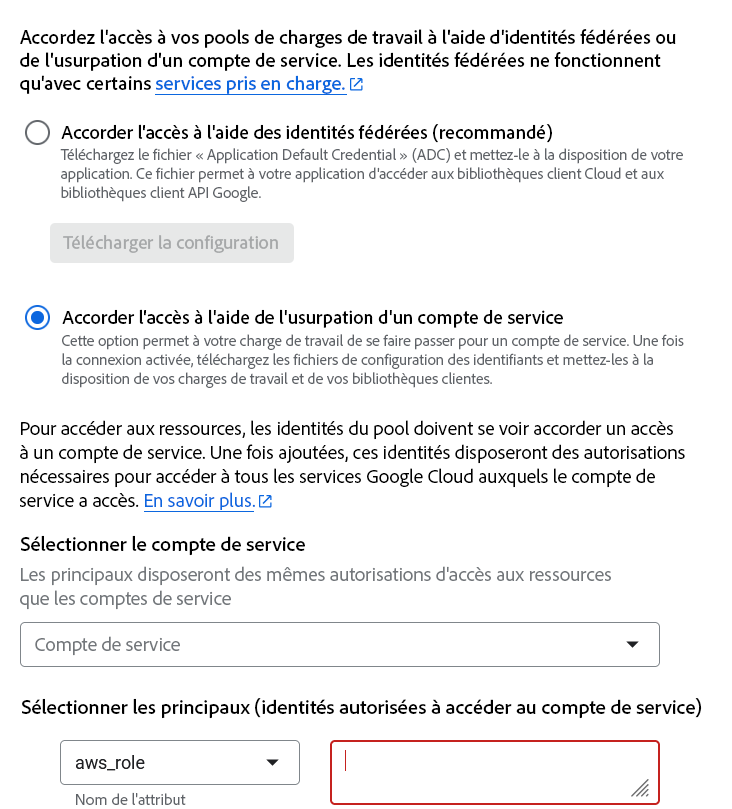 Accordez l'accès à vos pools de charges de travail à l'aide d'identités fédérées ou
de l'usurpation d'un compte de service. Les identités fédérées ne fonctionnent
qu'avec certains services pris en charge.
Accorder l'accès à l'aide des identités fédérées (recommandé)
Téléchargez le fichier « Application Default Credential » (ADC) et mettez-le à la disposition de votre
application. Ce fichier permet à votre application d'accéder aux bibliothèques client Cloud et aux
bibliothèques client API Google.
Télécharger la configuration
Accorder l'accès à l'aide de l'usurpation d'un compte de service
Cette option permet à votre charge de travail de se faire passer pour un compte de service. Une fois
la connexion activée, téléchargez les fichiers de configuration des identifiants et mettez-les à la
disposition de vos charges de travail et de vos bibliothèques clientes.
Pour accéder aux ressources, les identités du pool doivent se voir accorder un accès
à un compte de service. Une fois ajoutées, ces identités disposeront des autorisations
nécessaires pour accéder à tous les services Google Cloud auxquels le compte de
service a accès. En savoir plus.
Sélectionner le compte de service
Les principaux disposeront des mêmes autorisations d'accès aux ressources
que les comptes de service
Compte de service
Sélectionner les principaux (identités autorisées à accéder au compte de service)
aws_role
Nom de l'attribut